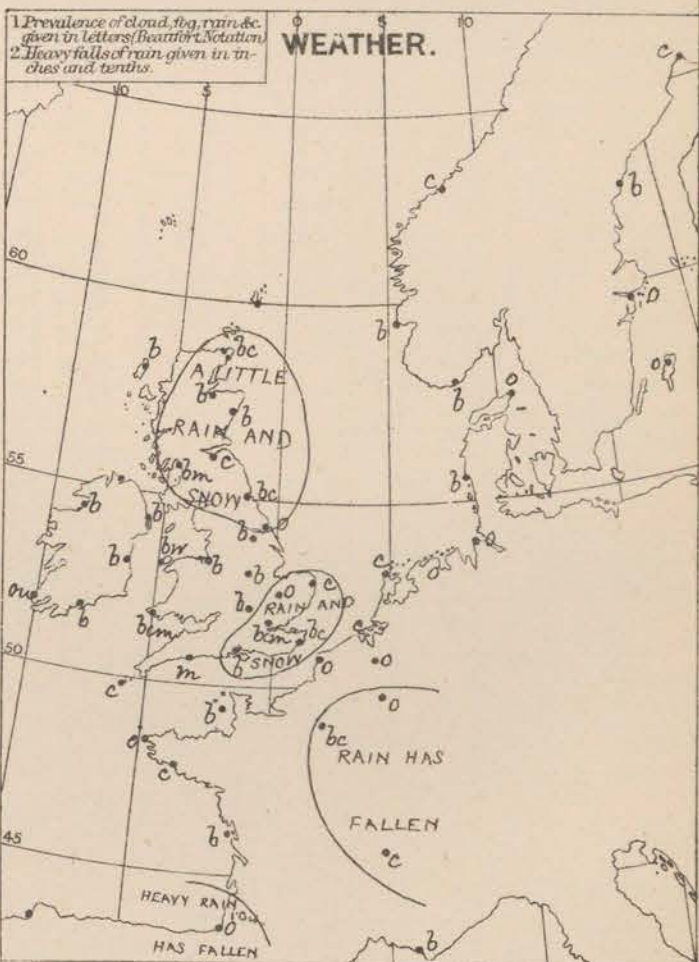 1. Prevalence of cloud, fog, rain &c.
given in letters (Beaufort Notation)
2. Heavy falls of rain given in in-
ches and tenths.
WEATHER.
10 5 0 5 10
c
c b
60
o
b
b bc o
A LITTLE b o
b
b
RAIN AND
55 c b
bm
SNOW bc
b b o
b o
bw b b c
b o c
RAIN AND c
b b bcm bcm bc
SNOW
50 m b o o
c
b o
o bc
c RAIN HAS
FALLEN
b
45 c
HEAVY RAIN
o b
HAS FALLEN